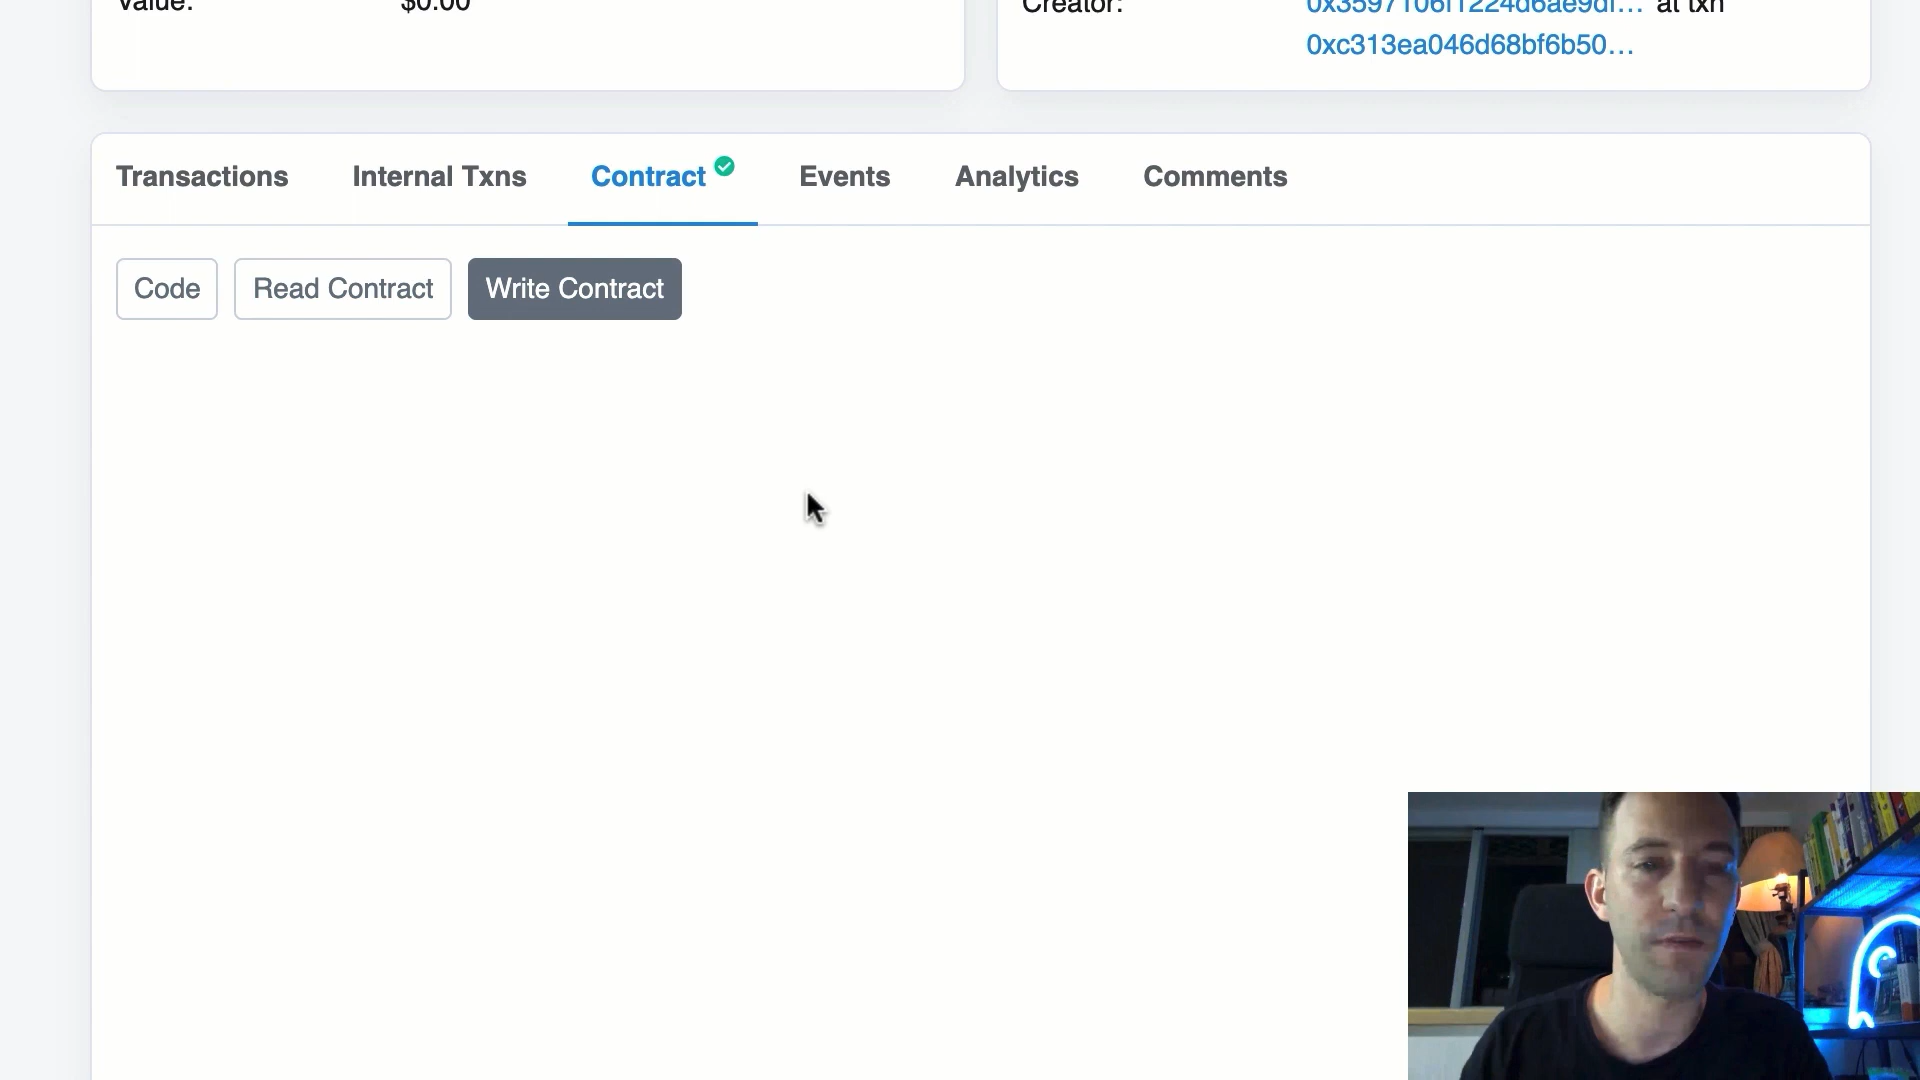 Value:
$0.00
Creator:
0x3597106f1224d6ae9df... at txn
0xc313ea046d68bf6b50...
Transactions
Internal Txns
Contract
Events
Analytics
Comments
Code
Read Contract
Write Contract